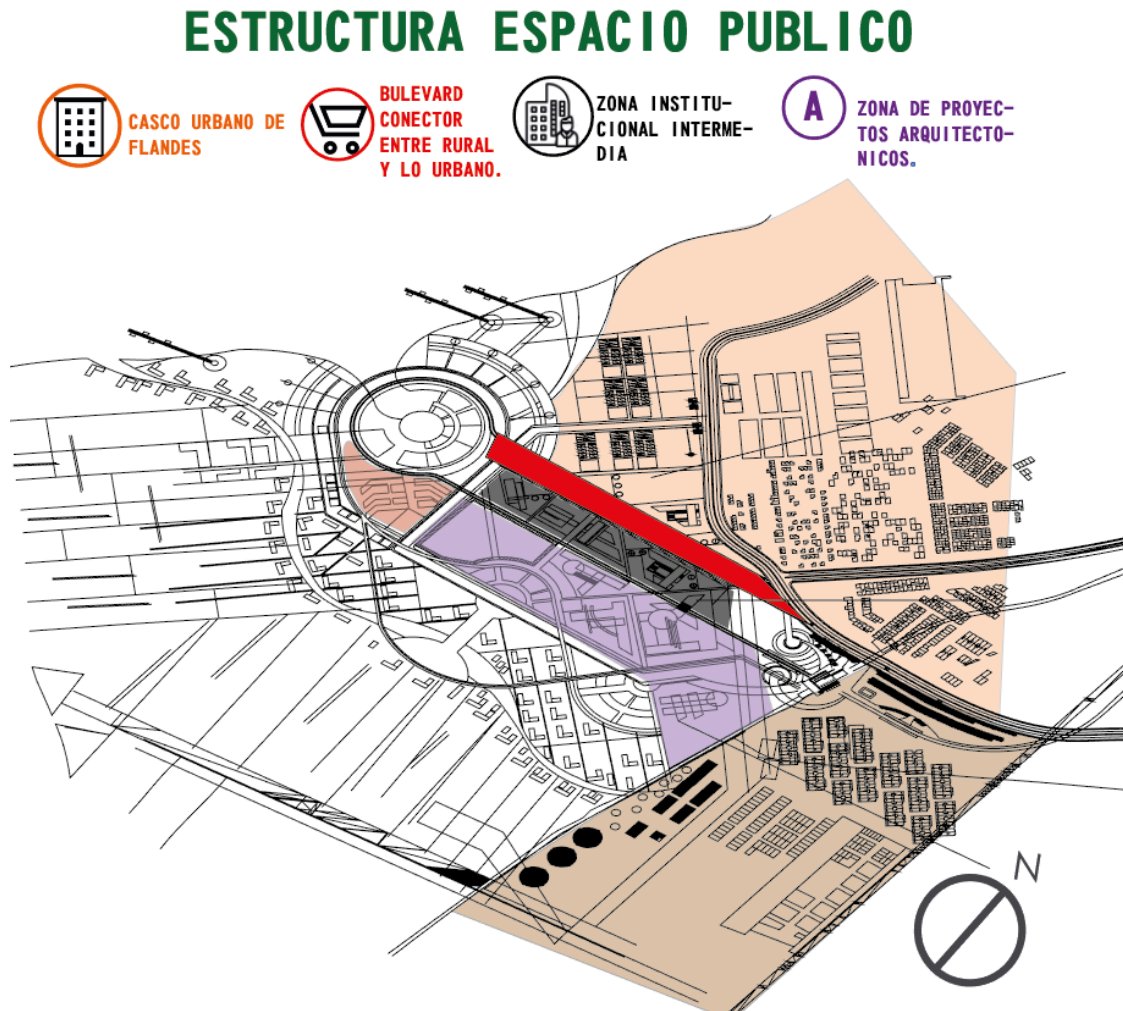 ESTRUCTURA ESPACIO PUBLICO
CASCO URBANO DE
FLANDES
BULEVARD
CONECTOR
ENTRE RURAL
Y LO URBANO.
ZONA INSTITU-
CIONAL INTERME-
DIA
A
ZONA DE PROYEC-
TOS ARQUITECTO-
NICOS.
N